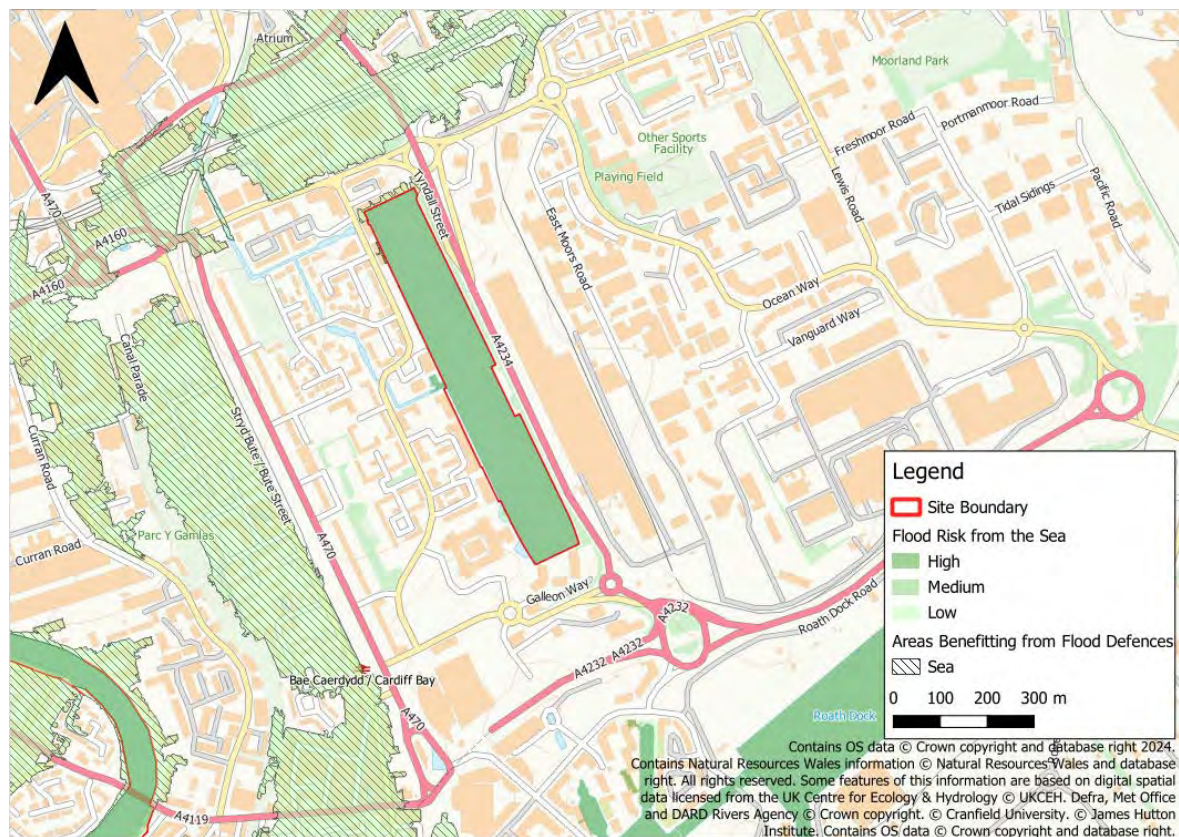 Atrium
Moorland Park
Portmanmoor Road
Freshmoor Road
Other Sports
Facility
Playing Field
Tyndall Street
Lewis Road
Pacific Road
Tidal Sidings
East Moors Road
A470
A4160
A4160
Ocean Way
Vanguard Way
A4234
Canal Parade
Curran Road
Stryd Bute / Bute Street
Parc Y Gamlas
Curran Road
A470
Galleon Way
A4232
Roath Dock Road
A4232 A4232
Bae Caerdydd / Cardiff Bay
A470
Roath Dock
A4119
Legend
Site Boundary
Flood Risk from the Sea
High
Medium
Low
Areas Benefitting from Flood Defences
Sea
0 100 200 300 m
Contains OS data © Crown copyright and database right 2024.
Contains Natural Resources Wales information © Natural Resources Wales and database
right. All rights reserved. Some features of this information are based on digital spatial
data licensed from the UK Centre for Ecology & Hydrology © UKCEH. Defra, Met Office
and DARD Rivers Agency © Crown copyright. © Cranfield University. © James Hutton
Institute. Contains OS data © Crown copyright and database right.